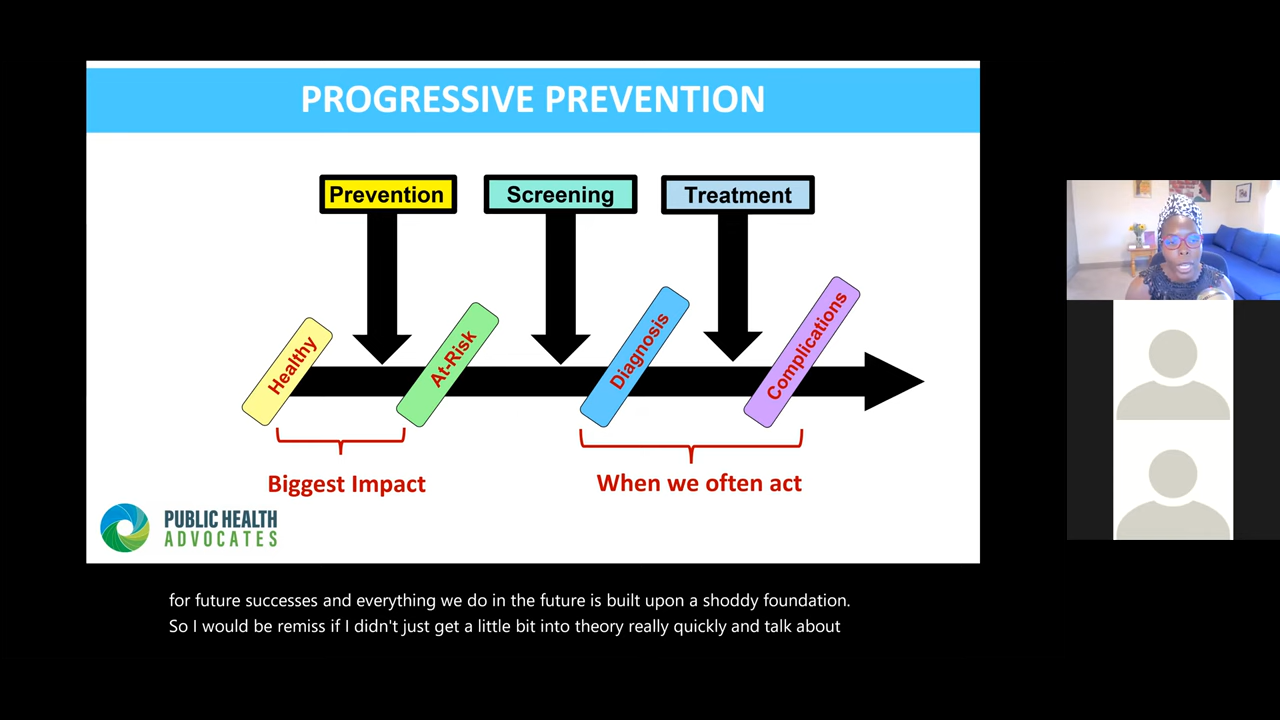 PROGRESSIVE PREVENTION
Prevention
Screening
Treatment
Healthy
At-Risk
Diagnosis
Complications
Biggest Impact
When we often act
PUBLIC HEALTH
ADVOCATES
for future successes and everything we do in the future is built upon a shoddy foundation.
So I would be remiss if I didn't just get a little bit into theory really quickly and talk about